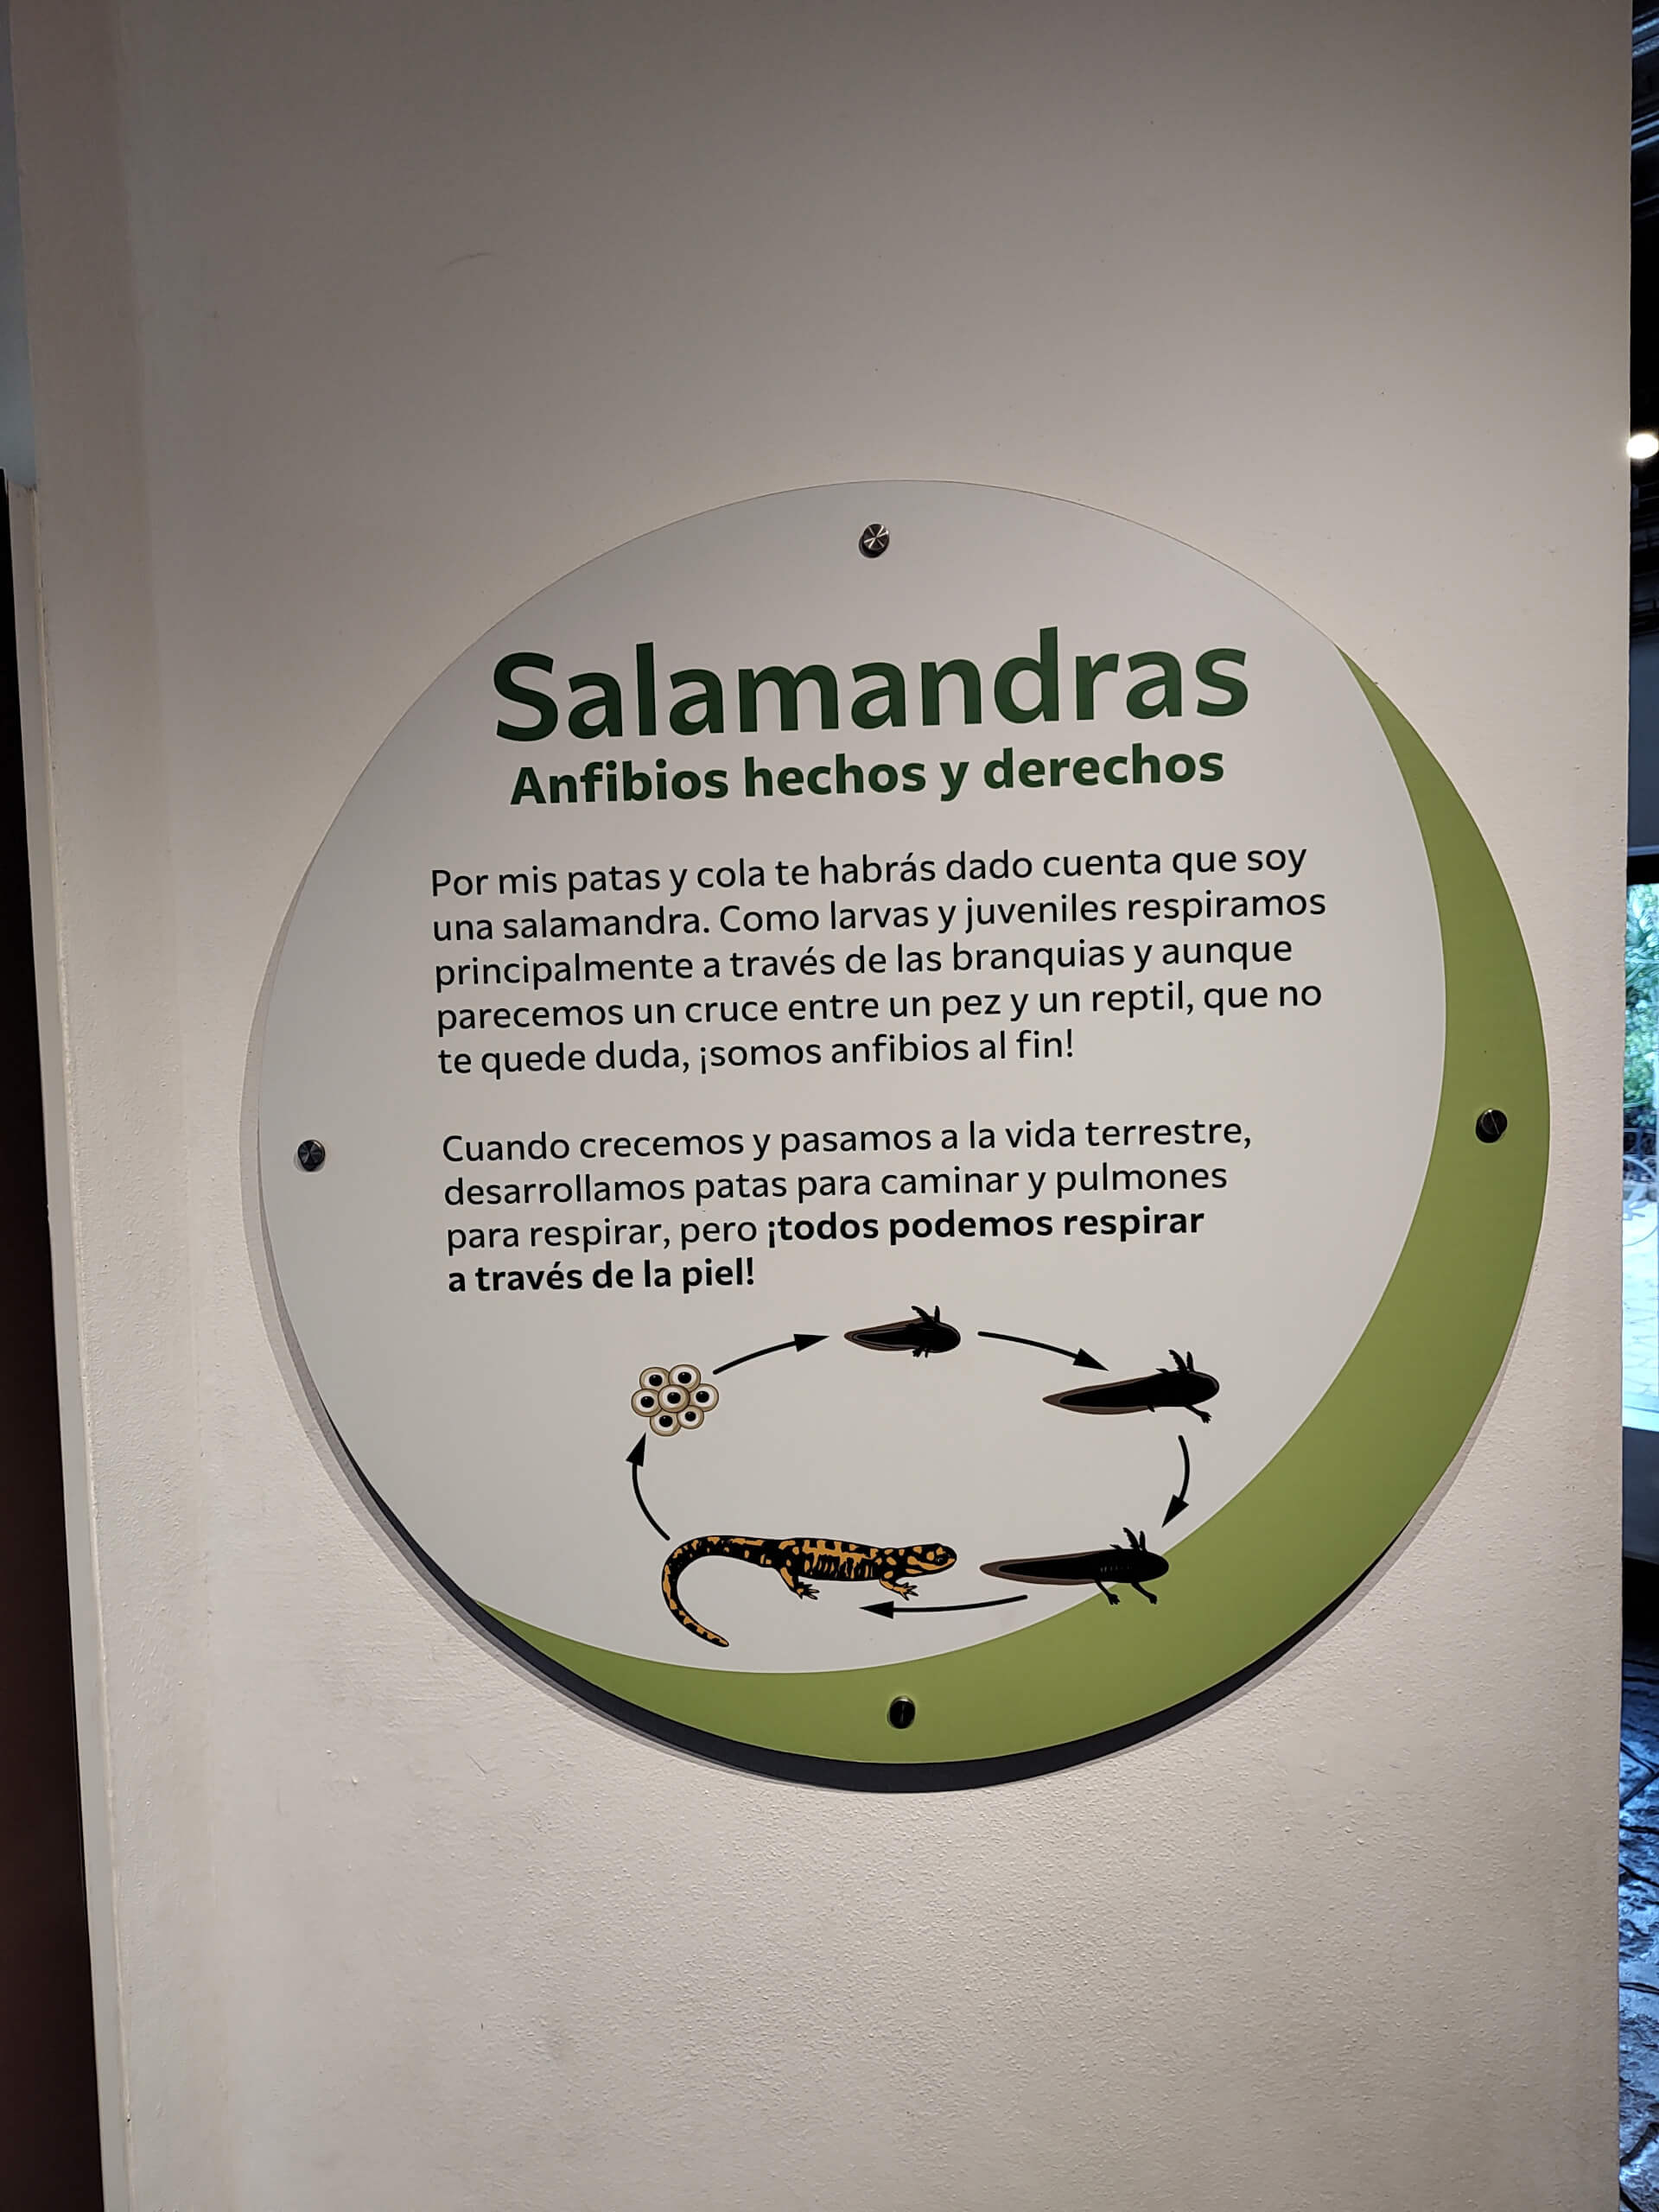 Salamandras
Anfibios hechos y derechos
Por mis patas y cola te habrás dado cuenta que soy
una salamandra. Como larvas y juveniles respiramos
principalmente a través de las branquias y aunque
parecemos un cruce entre un pez y un reptil, que no
te quede duda, ¡somos anfibios al fin!
Cuando crecemos y pasamos a la vida terrestre,
desarrollamos patas para caminar y pulmones
para respirar, pero ¡todos podemos respirar
a través de la piel!